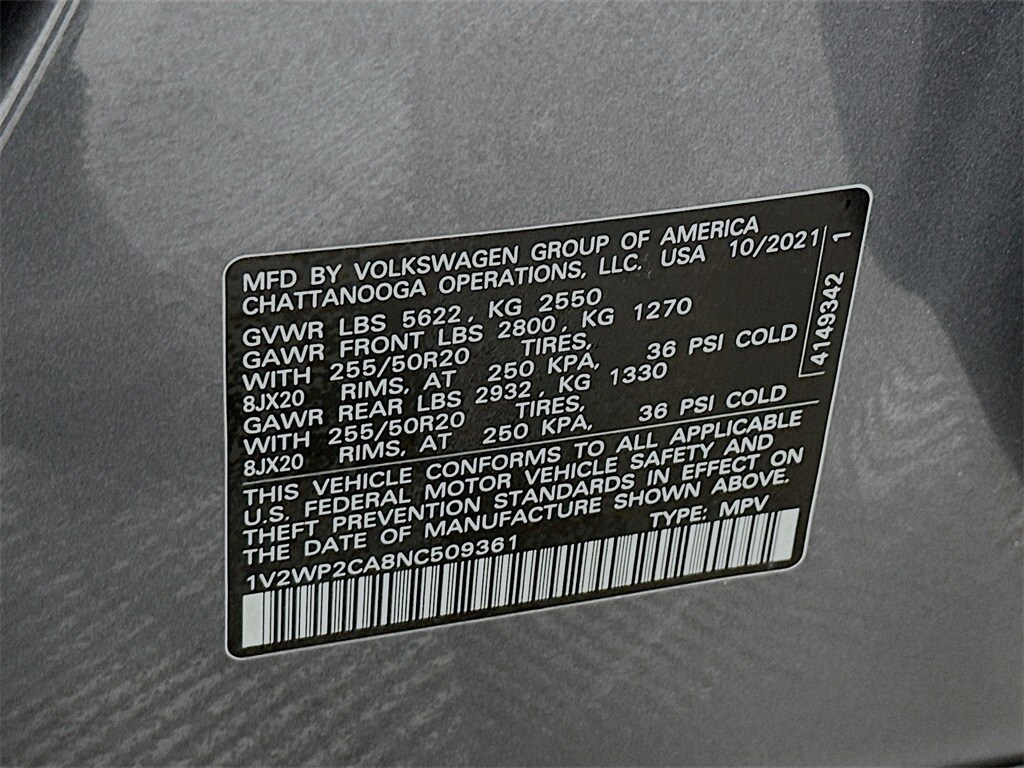 MFD BY VOLKSWAGEN GROUP OF AMERICA
CHATTANOOGA OPERATIONS, LLC. USA 10/2021
GVWR LBS 5622, KG 2550
GAWR FRONT LBS 2800, KG 1270
WITH 255/50R20 TIRES,
8JX20 RIMS, AT 250 KPA, 36 PSI COLD
GAWR REAR LBS 2932, KG 1330
WITH 255/50R20 TIRES,
8JX20 RIMS, AT 250 KPA, 36 PSI COLD
THIS VEHICLE CONFORMS TO ALL APPLICABLE
U.S. FEDERAL MOTOR VEHICLE SAFETY AND
THEFT PREVENTION STANDARDS IN EFFECT ON
THE DATE OF MANUFACTURE SHOWN ABOVE.
1V2WP2CA8NC509361 TYPE: MPV
4149342 1